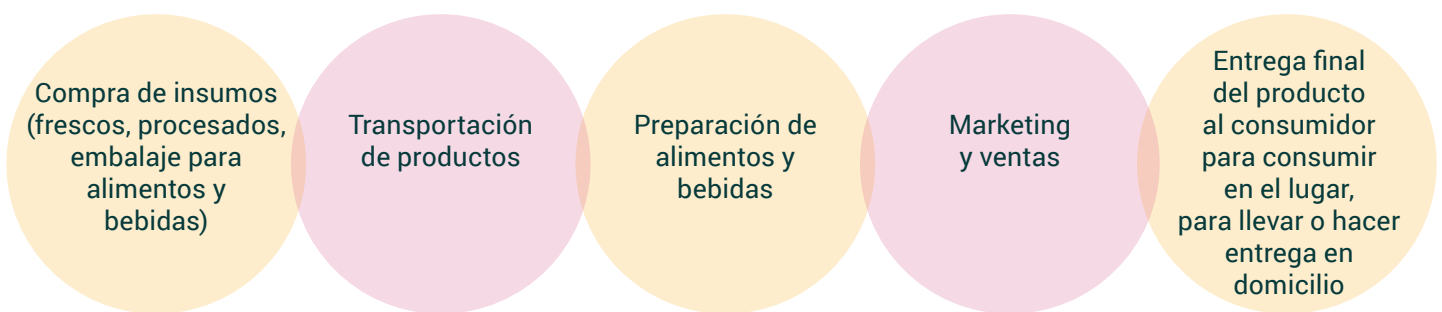 Compra de insumos
(frescos, procesados,
embalaje para
alimentos y
bebidas)
Transportación
de productos
Preparación de
alimentos y
bebidas
Marketing
y ventas
Entrega final
del producto
al consumidor
para consumir
en el lugar,
para llevar o hacer
entrega en
domicilio